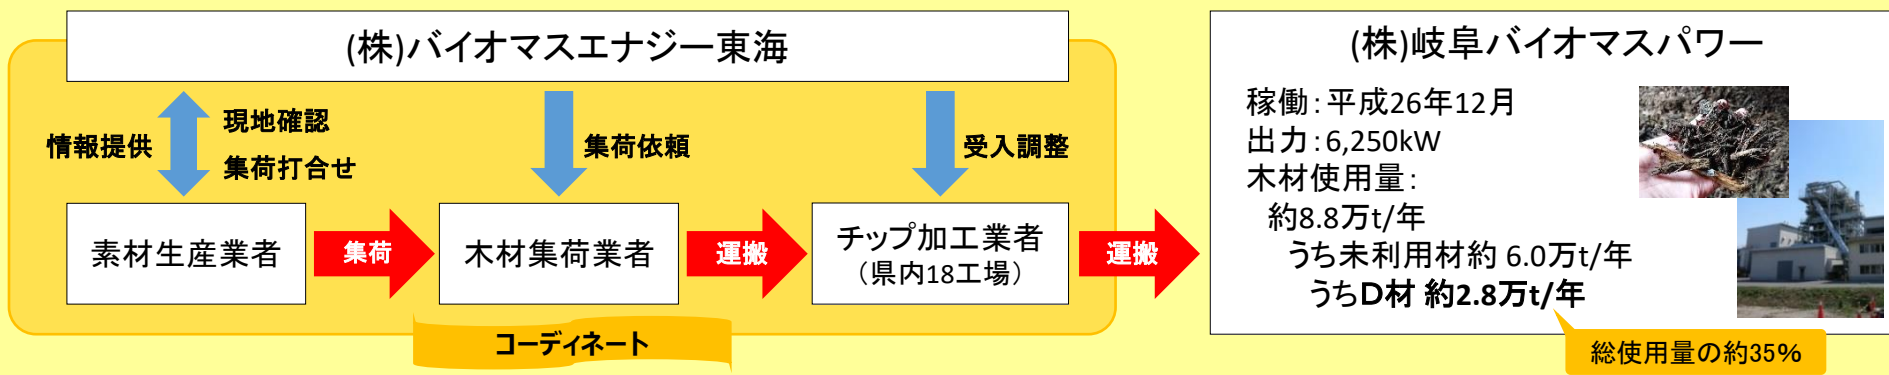 (株)バイオマスエナジー東海
情報提供
現地確認
集荷打合せ
集荷依頼
受入調整
素材生産業者
集荷
木材集荷業者
運搬
チップ加工業者
(県内18工場)
運搬
コーディネート
(株)岐阜バイオマスパワー
稼働：平成26年12月
出力：6,250kW
木材使用量：
約8.8万t/年
うち未利用材約 6.0万t/年
うちD材 約2.8万t/年
総使用量の約35%